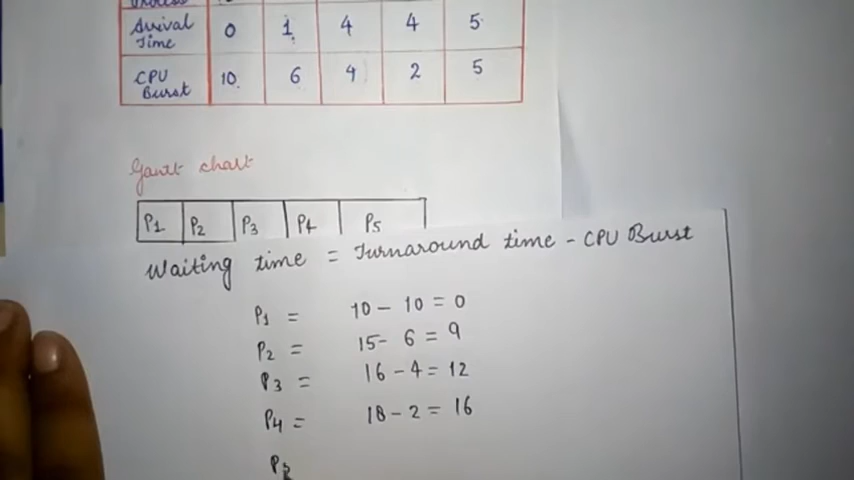 Arrival Time 0 1 4 4 5
CPU Burst 10 6 4 2 5
Gantt chart
P1 P2 P3 P4 P5
Waiting time = Turnaround time - CPU Burst
P1 = 10 - 10 = 0
P2 = 15 - 6 = 9
P3 = 16 - 4 = 12
P4 = 18 - 2 = 16
P5